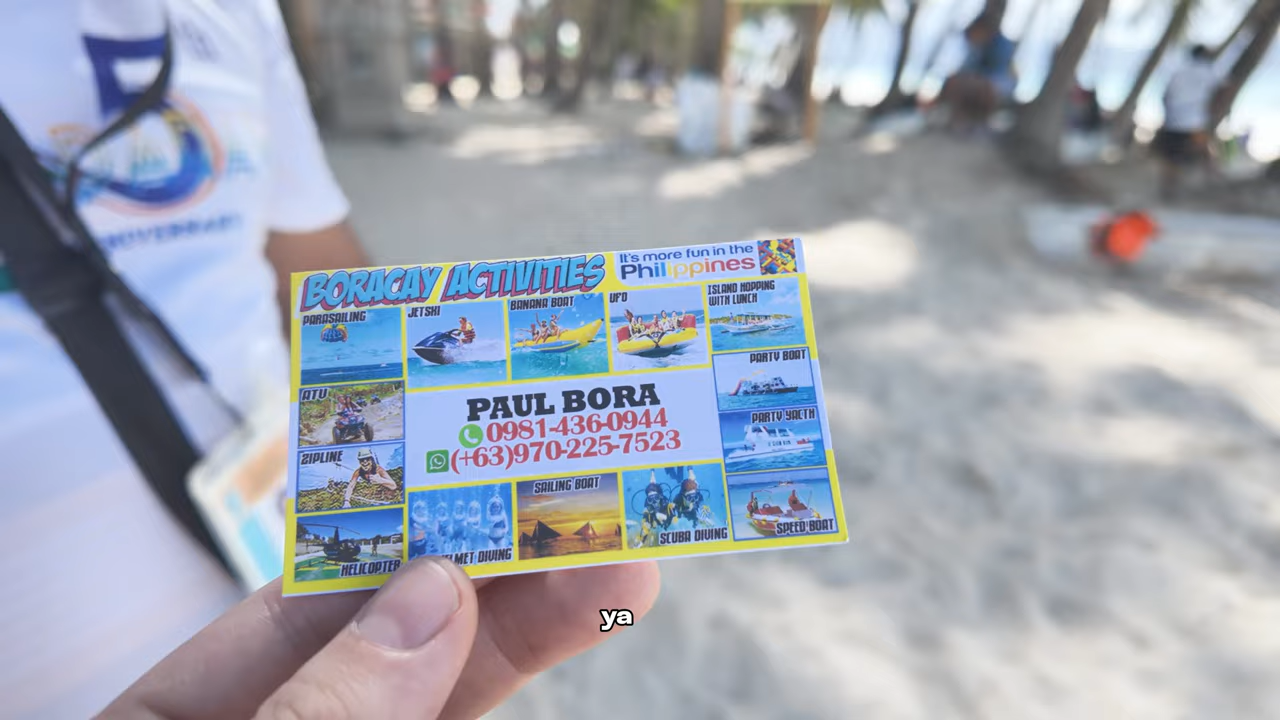 BORACAY ACTIVITIES
It's more fun in the
Philippines
PARASAILING
JETSKI
BANANA BOAT
UFO
ISLAND HOPPING
WITH LUNCH
PARTY BOAT
ATV
PAUL BORA
0981-436-0944
(+63)970-225-7523
PARTY YACTH
ZIPLINE
SAILING BOAT
SCUBA DIVING
SPEED BOAT
HELICOPTER
LMET DIVING
ya